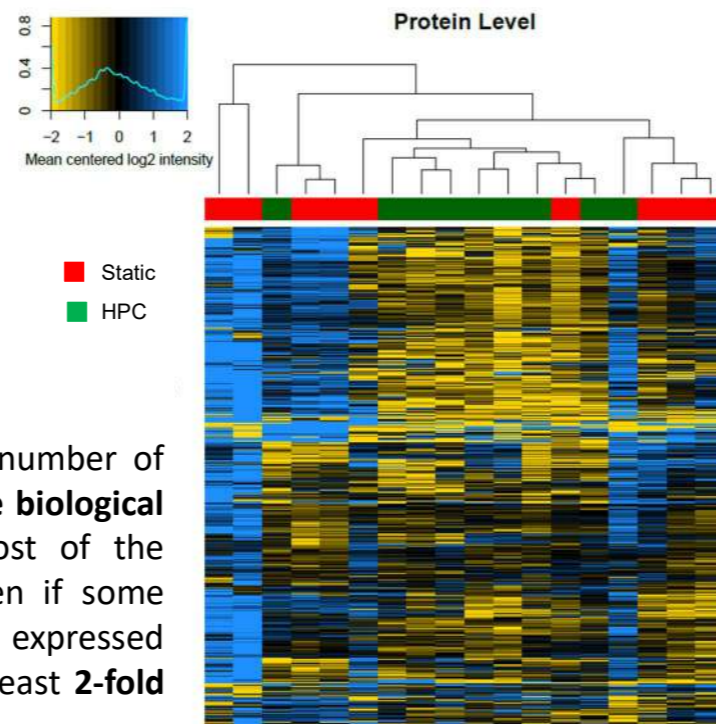 Protein Level
0.8
0.4
0
−2 −1 0 1 2
Mean centered log2 intensity
Static
HPC
number of
biological
ost of the
en if some
expressed
east 2-fold